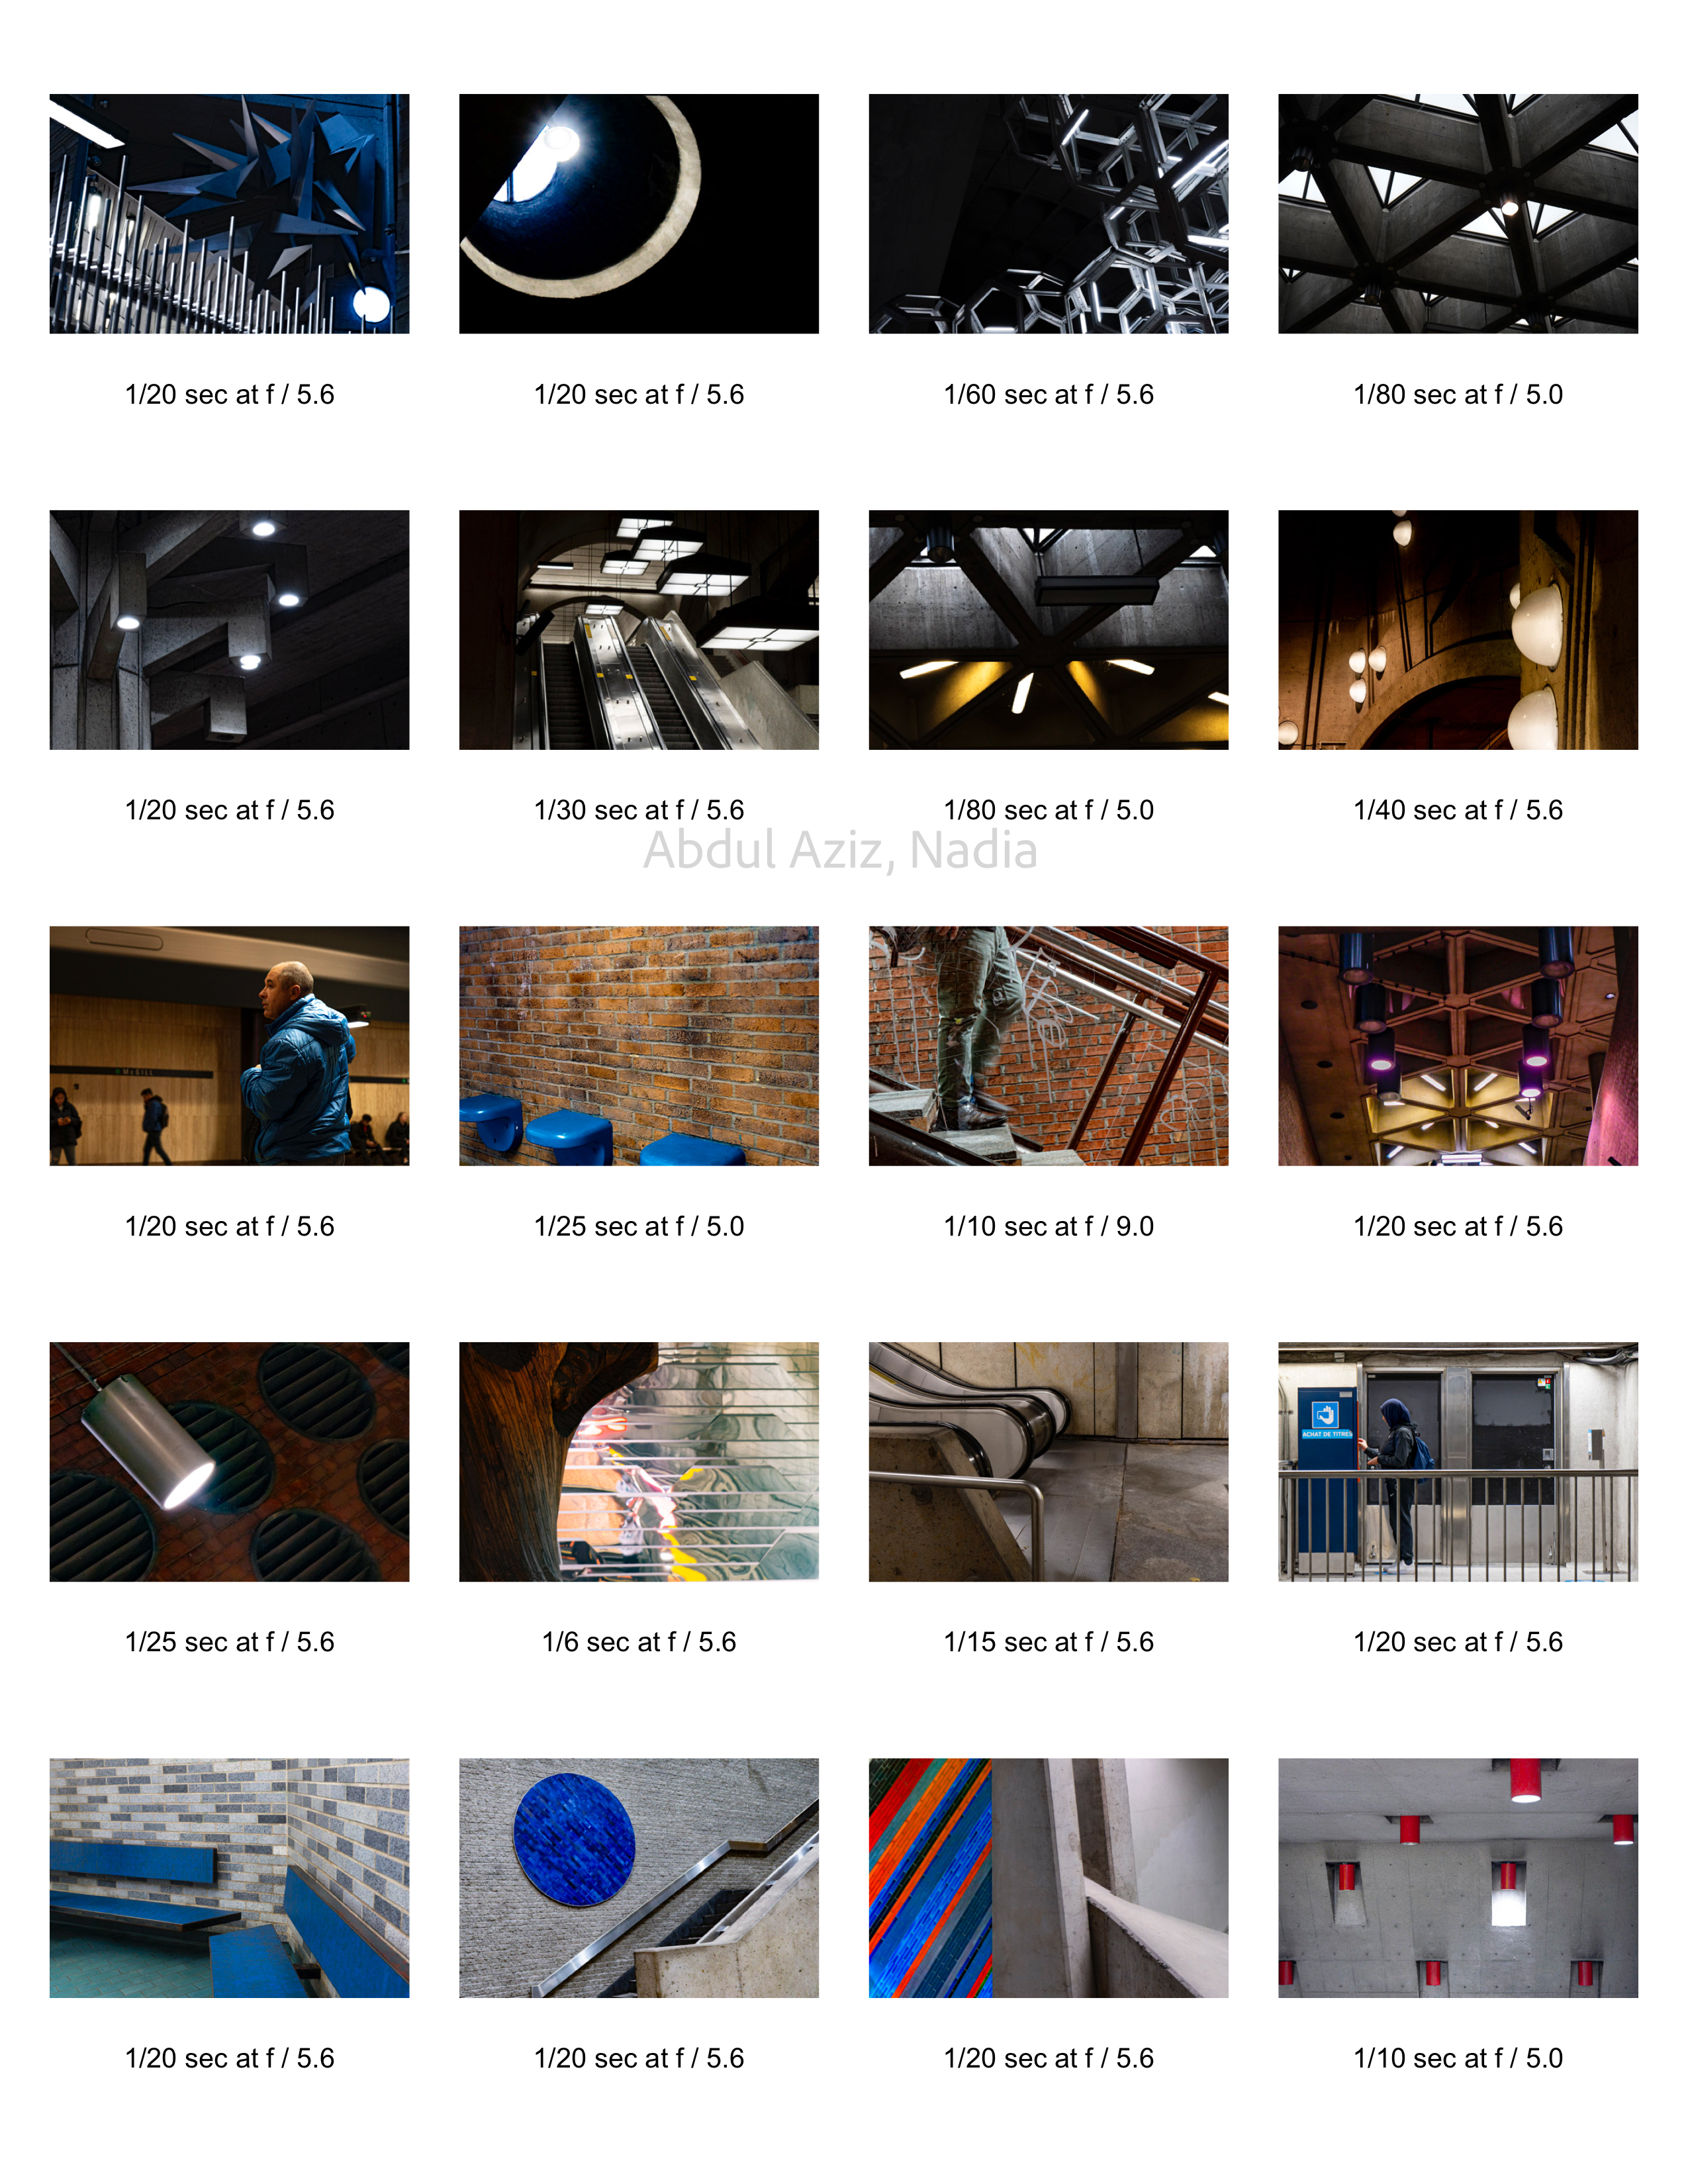 1/20 sec at f / 5.6
1/20 sec at f / 5.6
1/60 sec at f / 5.6
1/80 sec at f / 5.0
1/20 sec at f / 5.6
1/30 sec at f / 5.6
1/80 sec at f / 5.0
1/40 sec at f / 5.6
Abdul Aziz, Nadia
McGILL
1/20 sec at f / 5.6
1/25 sec at f / 5.0
1/10 sec at f / 9.0
1/20 sec at f / 5.6
ACHAT DE TITRES
1/25 sec at f / 5.6
1/6 sec at f / 5.6
1/15 sec at f / 5.6
1/20 sec at f / 5.6
1/20 sec at f / 5.6
1/20 sec at f / 5.6
1/20 sec at f / 5.6
1/10 sec at f / 5.0